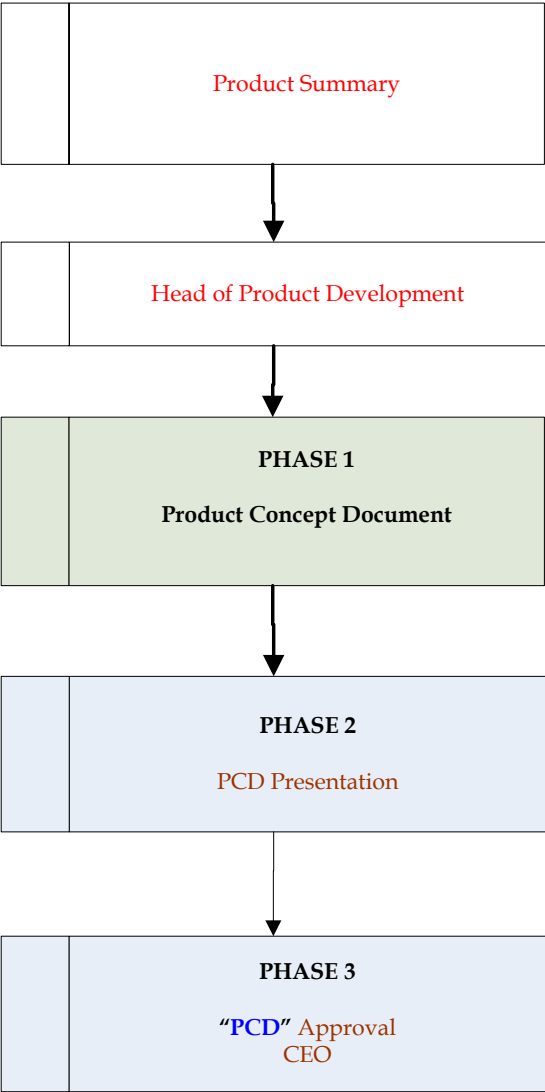 Product Summary
Head of Product Development
PHASE 1
Product Concept Document
PHASE 2
PCD Presentation
PHASE 3
“PCD” Approval
CEO